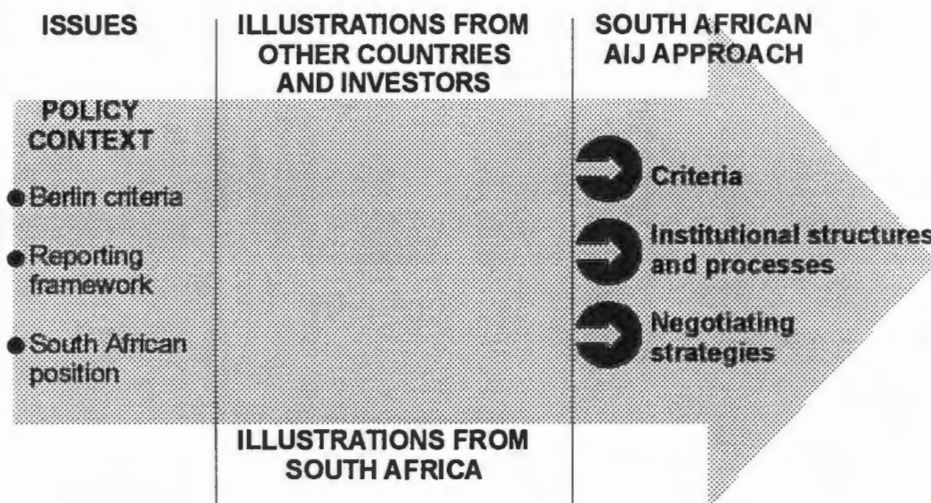 ISSUES
ILLUSTRATIONS FROM
OTHER COUNTRIES
AND INVESTORS
SOUTH AFRICAN
AIJ APPROACH
POLICY
CONTEXT
Berlin criteria
Reporting
framework
South African
position
Criteria
Institutional structures
and processes
Negotiating
strategies
ILLUSTRATIONS FROM
SOUTH AFRICA